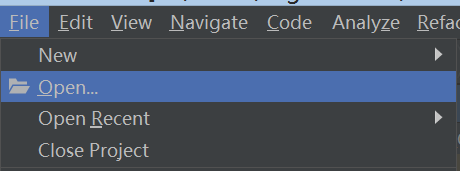 File Edit View Navigate Code Analyze
New
Open...
Open Recent
Close Project